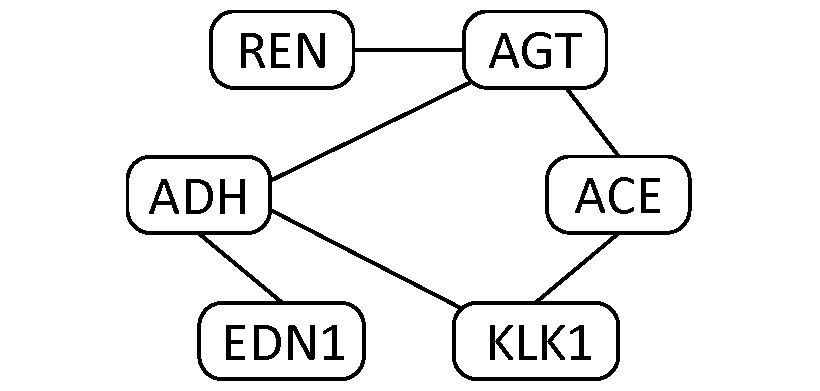 REN
AGT
ADH
ACE
EDN1
KLK1